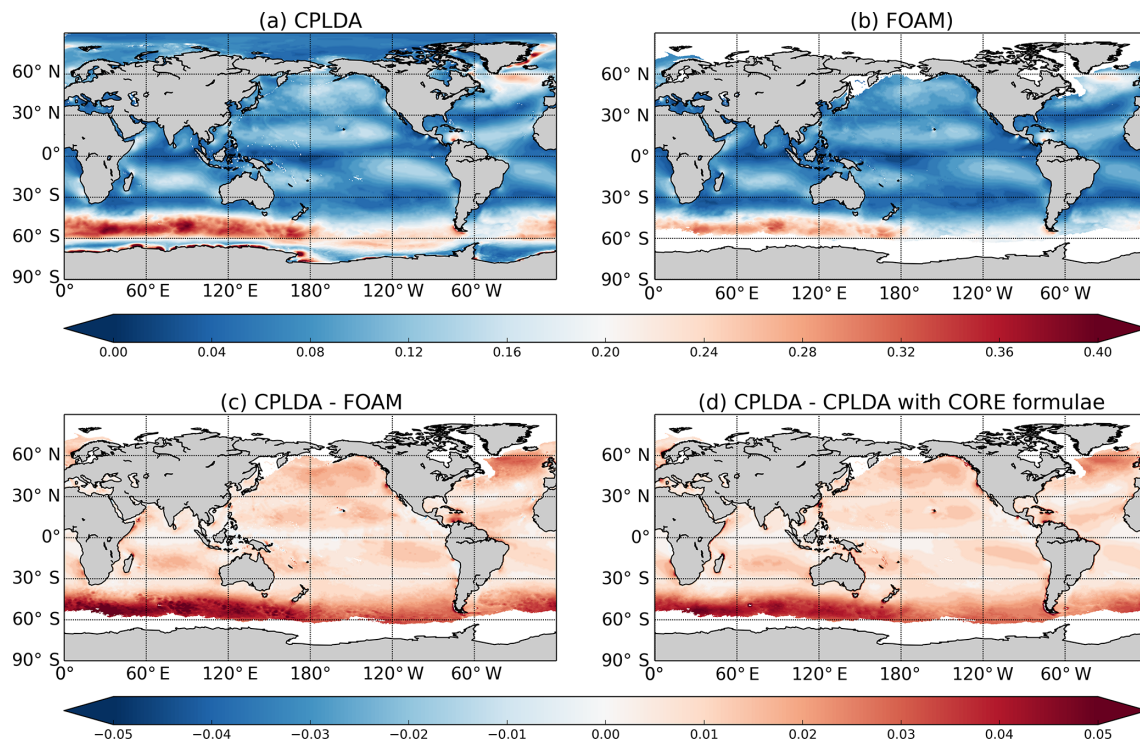 (a) CPLDA (b) FOAM)
60° N 60° N
30° N 30° N
0° 0°
30° S 30° S
60° S 60° S
90° S 90° S
0° 60° E 120° E 180° 120° W 60° W 0° 60° E 120° E 180° 120° W 60° W
0.00 0.04 0.08 0.12 0.16 0.20 0.24 0.28 0.32 0.36 0.40
(c) CPLDA - FOAM (d) CPLDA - CPLDA with CORE formulae
60° N 60° N
30° N 30° N
0° 0°
30° S 30° S
60° S 60° S
90° S 90° S
0° 60° E 120° E 180° 120° W 60° W 0° 60° E 120° E 180° 120° W 60° W
−0.05 −0.04 −0.03 −0.02 −0.01 0.00 0.01 0.02 0.03 0.04 0.05